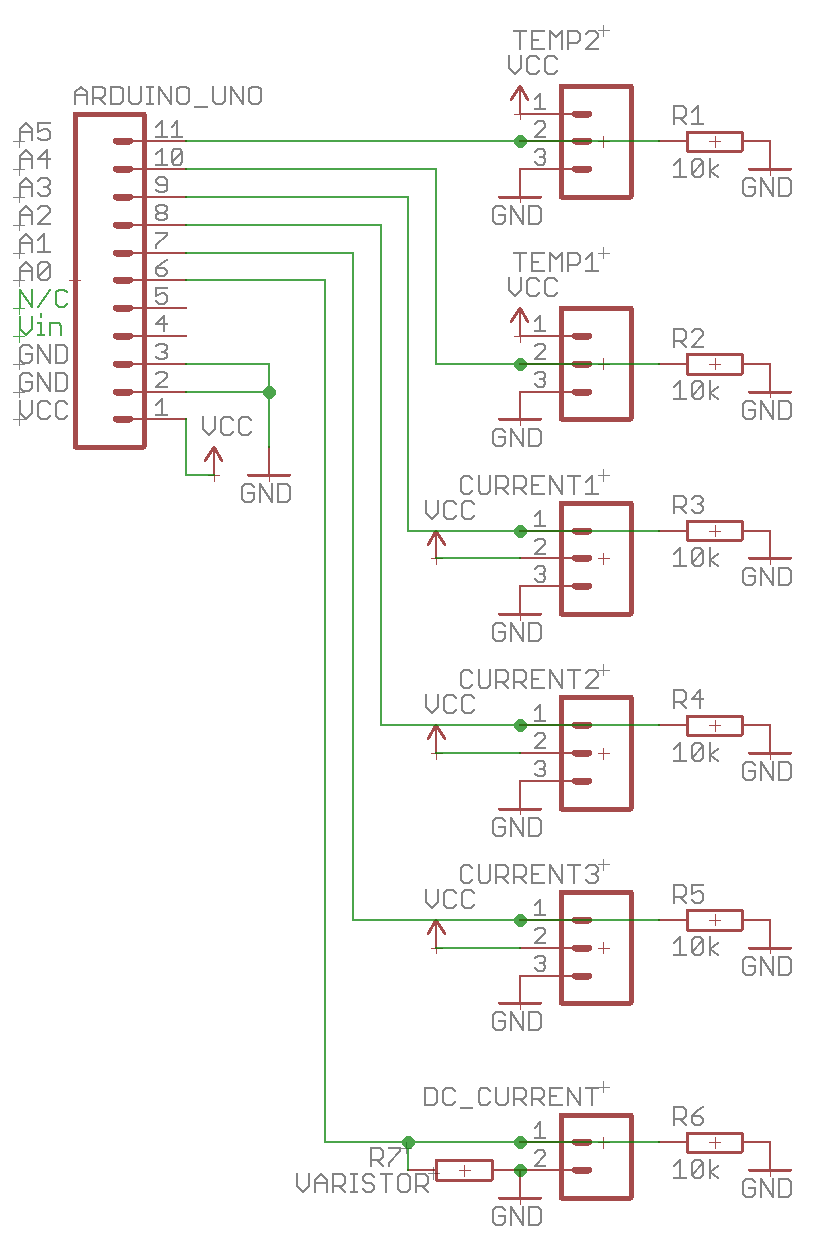 ARDUINO_UNO
A5 11
A4 10
A3 9
A2 8
A1 7
A0 6
N/C 5
Vin 4
GND 3
GND 2
VCC 1
VCC
GND
TEMP2
VCC
1
2
3
GND
R1
10k
GND
TEMP1
VCC
1
2
3
GND
R2
10k
GND
CURRENT1
VCC
1
2
3
GND
R3
10k
GND
CURRENT2
VCC
1
2
3
GND
R4
10k
GND
CURRENT3
VCC
1
2
3
GND
R5
10k
GND
DC_CURRENT
1
2
R7
VARISTOR
GND
R6
10k
GND